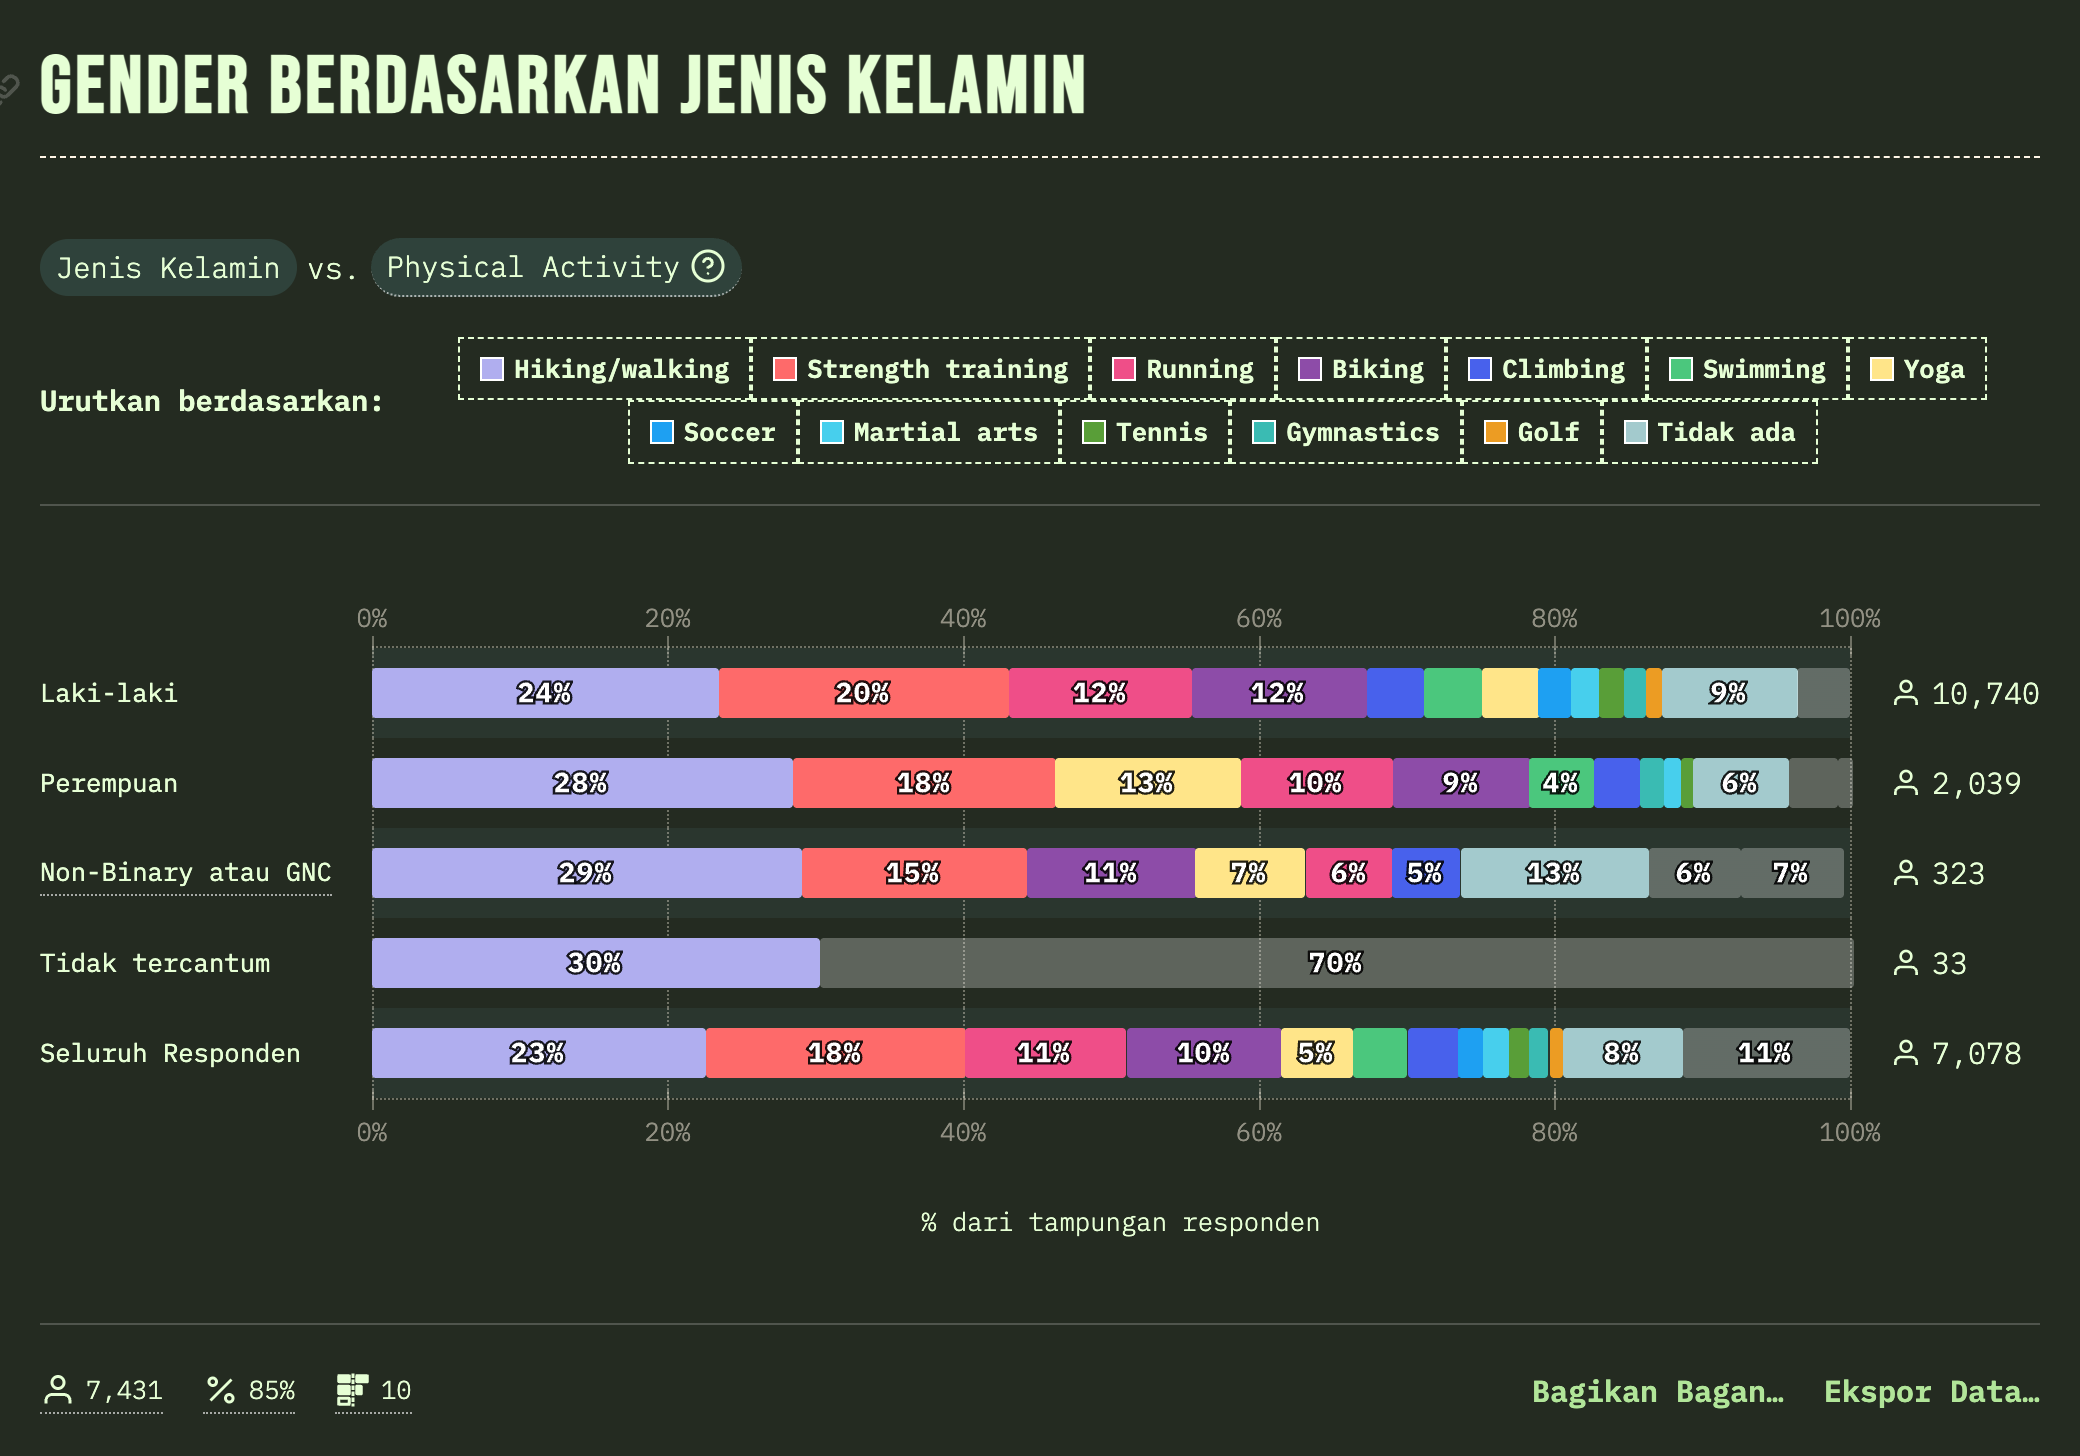 GENDER BERDASARKAN JENIS KELAMIN
Jenis Kelamin vs. Physical Activity ?
Urutkan berdasarkan:
Hiking/walking Strength training Running Biking Climbing Swimming Yoga
Soccer Martial arts Tennis Gymnastics Golf Tidak ada
0% 20% 40% 60% 80% 100%
Laki-laki 24% 20% 12% 12% 9% 10,740
Perempuan 28% 18% 13% 10% 9% 4% 6% 2,039
Non-Binary atau GNC 29% 15% 11% 7% 6% 5% 13% 6% 7% 323
Tidak tercantum 30% 70% 33
Seluruh Responden 23% 18% 11% 10% 5% 8% 11% 7,078
0% 20% 40% 60% 80% 100%
% dari tampungan responden
7,431 85% 10 Bagikan Bagan… Ekspor Data…